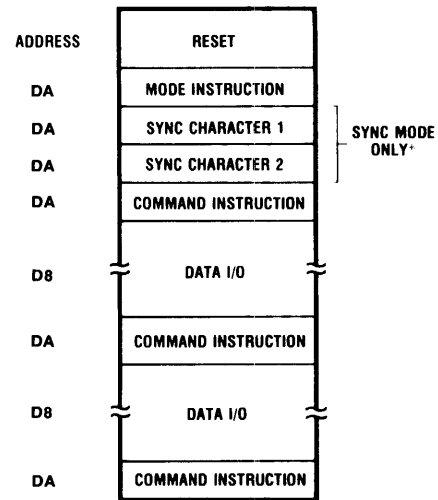 ADDRESS RESET
DA MODE INSTRUCTION
DA SYNC CHARACTER 1
SYNC MODE
ONLY+
DA SYNC CHARACTER 2
DA COMMAND INSTRUCTION
D8 DATA I/O
DA COMMAND INSTRUCTION
D8 DATA I/O
DA COMMAND INSTRUCTION